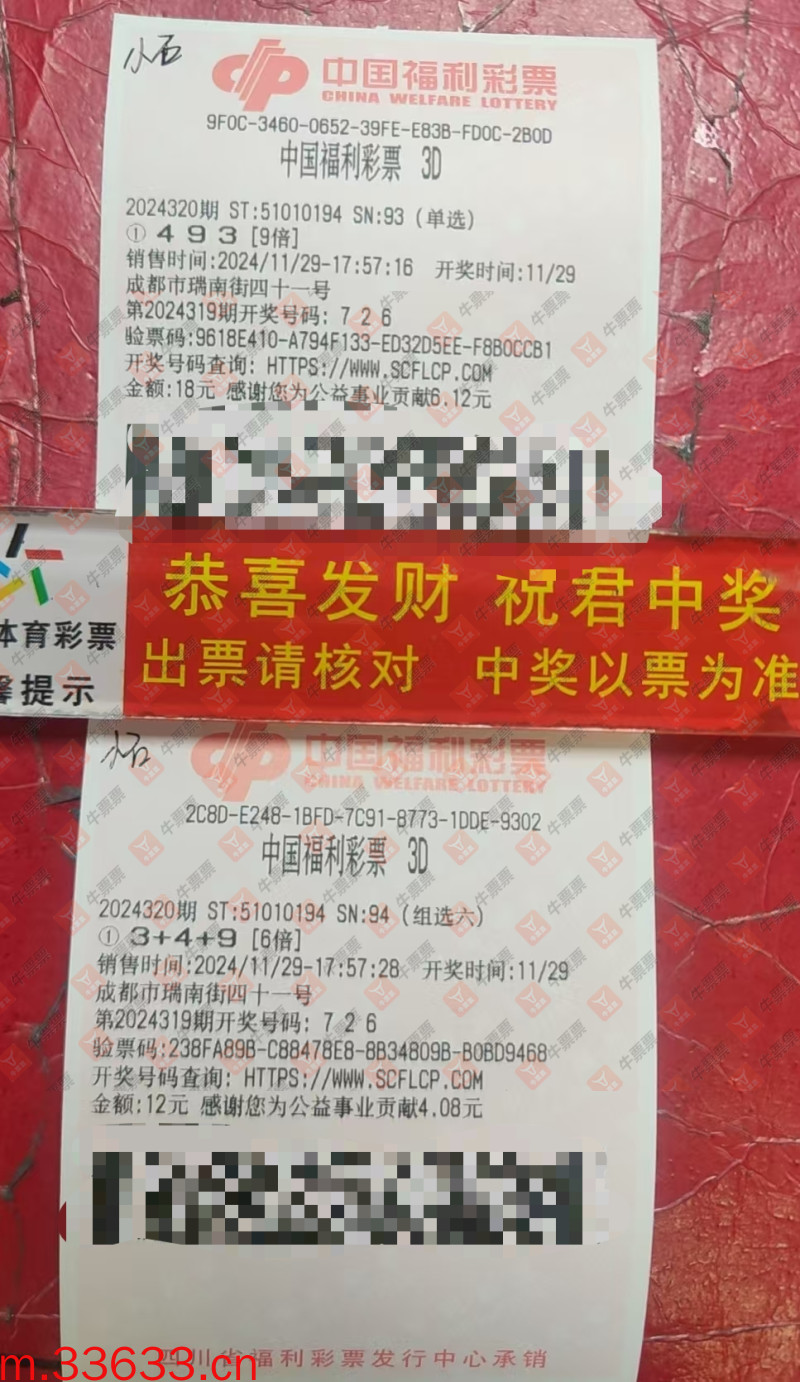 小石
中国福利彩票
CHINA WELFARE LOTTERY
9F0C-3460-0652-39FE-E83B-FD0C-2B0D
中国福利彩票 3D
2024320期 ST:51010194 SN:93 (单选)
① 4 9 3 [9倍]
销售时间:2024/11/29-17:57:16 开奖时间:11/29
成都市瑞南街四十一号
第2024319期开奖号码: 7 2 6
验票码:9618E410-A794F133-ED32D5EE-F8B0CCB1
开奖号码查询: HTTPS://WWW.SCFLCP.COM
金额:18元 感谢您为公益事业贡献6.12元
恭喜发财 祝君中奖
体育彩票
出票请核对 中奖以票为准
馨提示
小石
中国福利彩票
CHINA WELFARE LOTTERY
2C8D-E248-1BFD-7C91-8773-1DDE-9302
中国福利彩票 3D
2024320期 ST:51010194 SN:94 (组选六)
① 3+4+9 [6倍]
销售时间:2024/11/29-17:57:28 开奖时间:11/29
成都市瑞南街四十一号
第2024319期开奖号码: 7 2 6
验票码:238FA89B-C88478E8-8B34809B-B0BD9468
开奖号码查询: HTTPS://WWW.SCFLCP.COM
金额:12元 感谢您为公益事业贡献4.08元
四川省福利彩票发行中心承销
m.33633.cn
牛票票